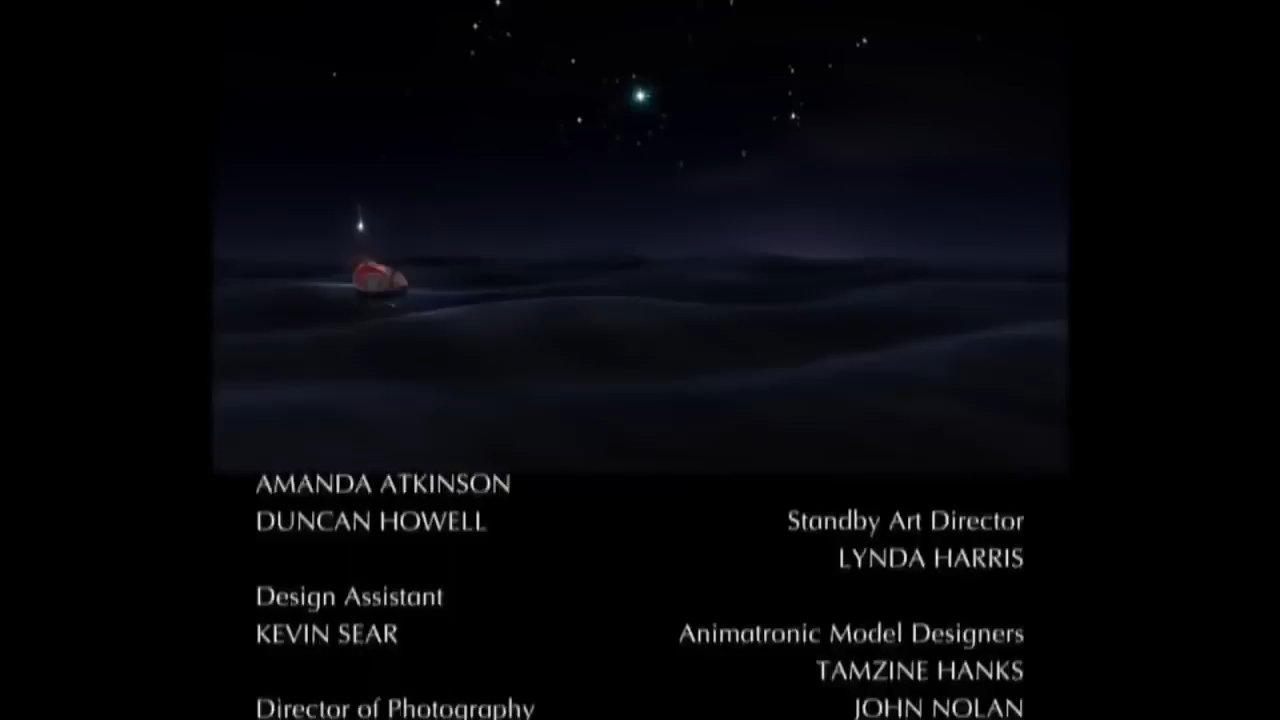 AMANDA ATKINSON
DUNCAN HOWELL
Design Assistant
KEVIN SEAR
Director of Photography
Standby Art Director
LYNDA HARRIS
Animatronic Model Designers
TAMZINE HANKS
JOHN NOLAN